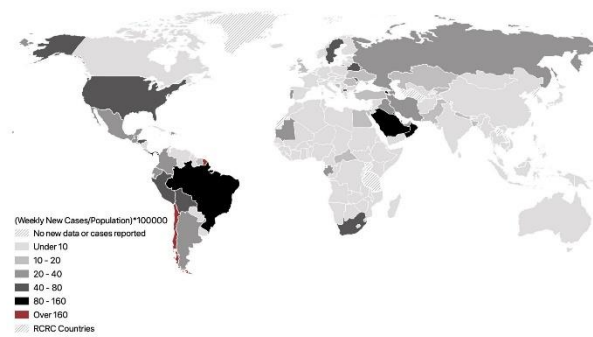 (Weekly New Cases/Population)*100000
No new data or cases reported
Under 10
10 - 20
20 - 40
40 - 80
80 - 160
Over 160
RCRC Countries